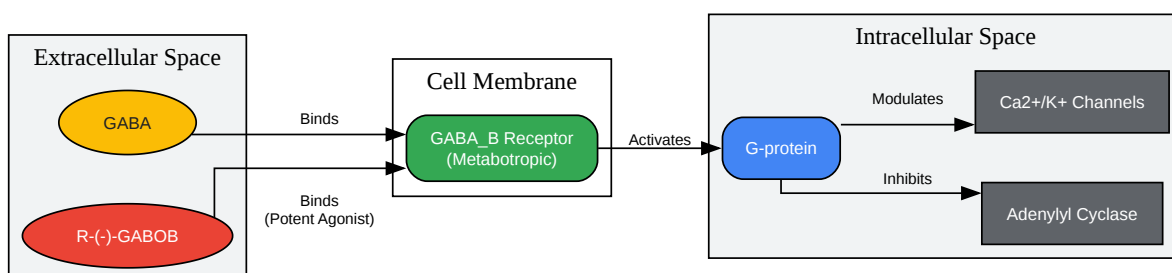 Extracellular Space
GABA
R-(-)-GABOB
Binds
Binds
(Potent Agonist)
Cell Membrane
GABA_B Receptor
(Metabotropic)
Activates
Intracellular Space
G-protein
Modulates
Ca2+/K+ Channels
Inhibits
Adenylyl Cyclase